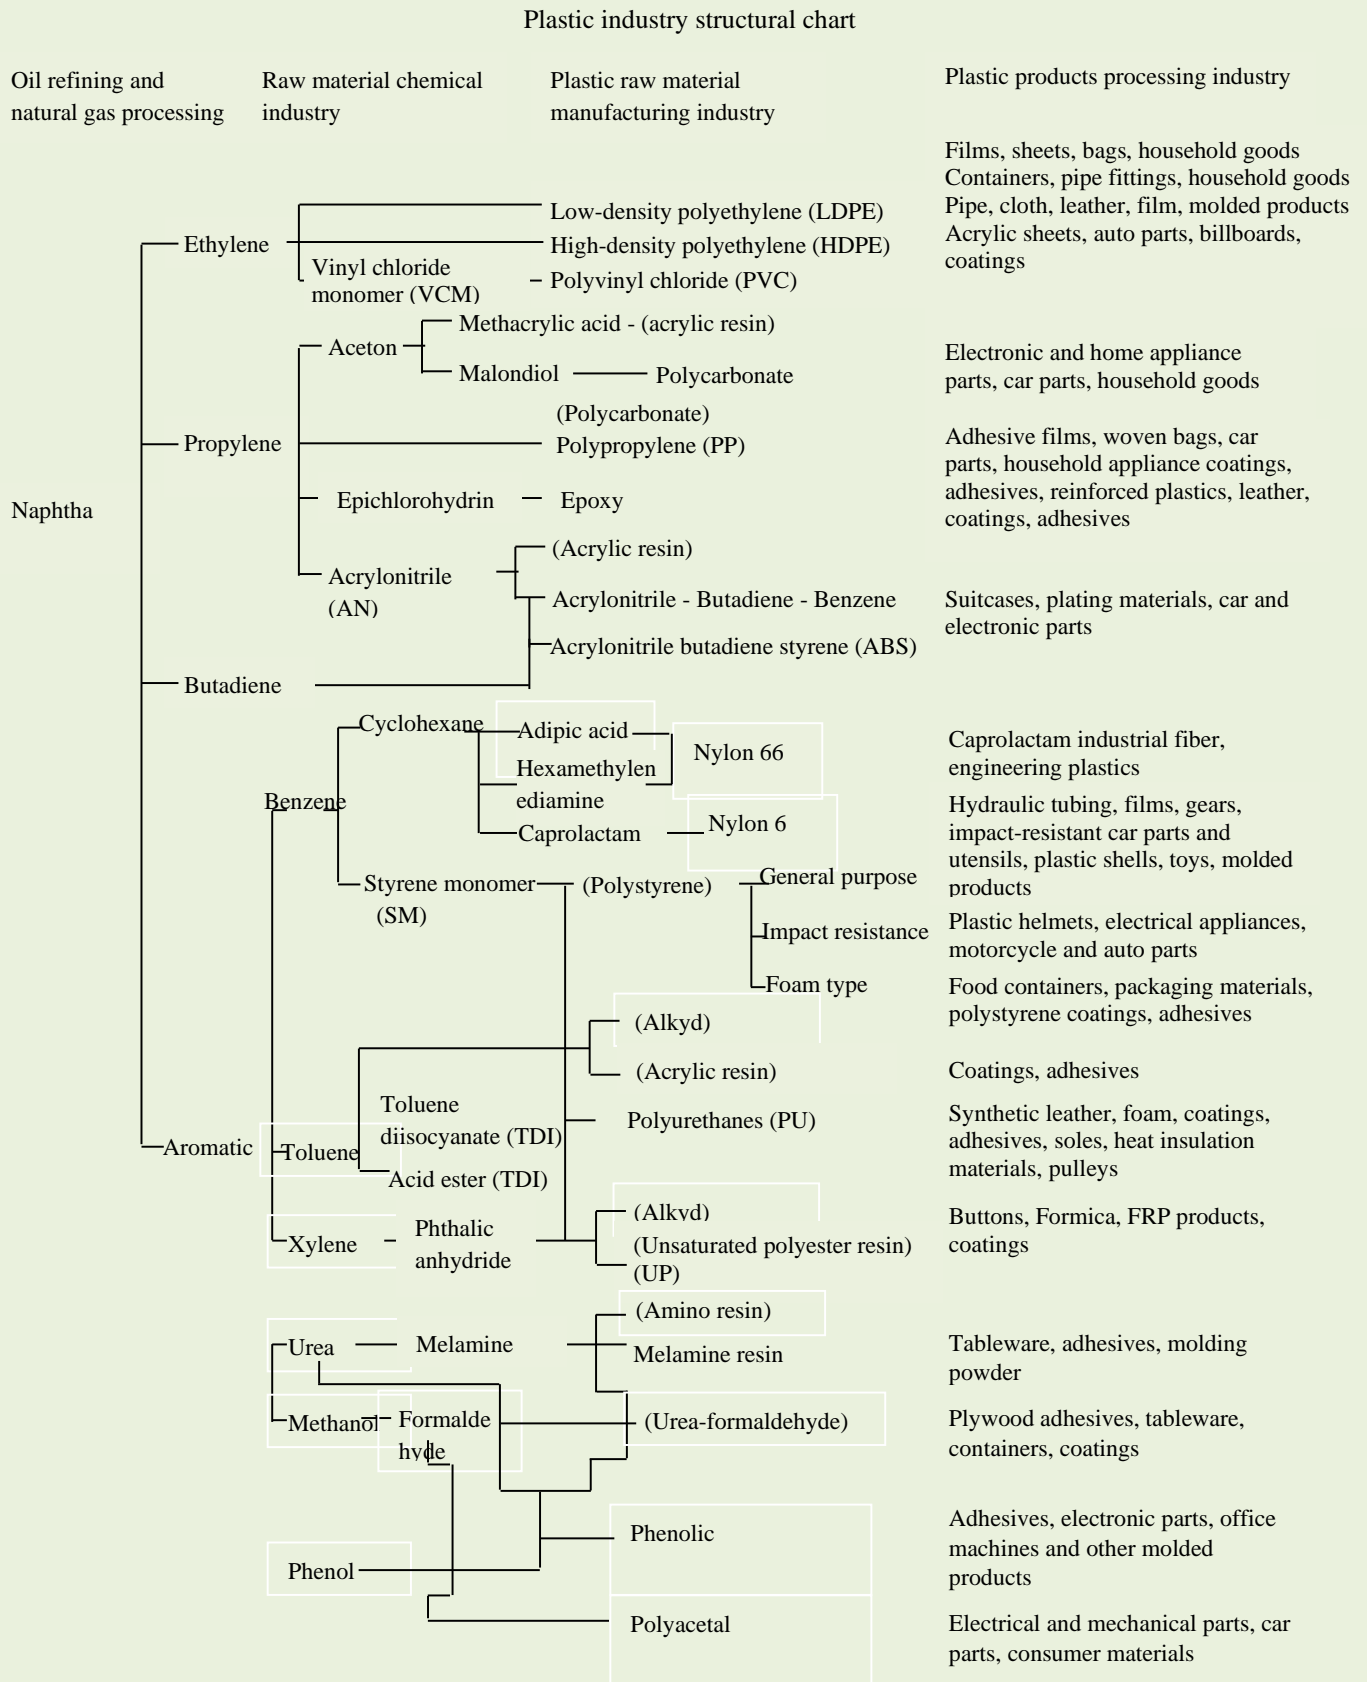 Plastic industry structural chart
Oil refining and
natural gas processing
Raw material chemical
industry
Plastic raw material
manufacturing industry
Plastic products processing industry
Films, sheets, bags, household goods
Containers, pipe fittings, household goods
Pipe, cloth, leather, film, molded products
Acrylic sheets, auto parts, billboards,
coatings
Low-density polyethylene (LDPE)
Ethylene
High-density polyethylene (HDPE)
Vinyl chloride
monomer (VCM)
Polyvinyl chloride (PVC)
Methacrylic acid - (acrylic resin)
Aceton
Malondiol
Polycarbonate
Electronic and home appliance
parts, car parts, household goods
(Polycarbonate)
Propylene
Polypropylene (PP)
Adhesive films, woven bags, car
parts, household appliance coatings,
adhesives, reinforced plastics, leather,
coatings, adhesives
Naphtha
Epichlorohydrin
Epoxy
(Acrylic resin)
Acrylonitrile
(AN)
Acrylonitrile - Butadiene - Benzene
Suitcases, plating materials, car and
electronic parts
Acrylonitrile butadiene styrene (ABS)
Butadiene
Cyclohexane
Adipic acid
Nylon 66
Hexamethylen
ediamine
Caprolactam industrial fiber,
engineering plastics
Benzene
Caprolactam
Nylon 6
Hydraulic tubing, films, gears,
impact-resistant car parts and
utensils, plastic shells, toys, molded
products
Styrene monomer
(SM)
(Polystyrene)
General purpose
Impact resistance
Plastic helmets, electrical appliances,
motorcycle and auto parts
Foam type
Food containers, packaging materials,
polystyrene coatings, adhesives
(Alkyd)
(Acrylic resin)
Coatings, adhesives
Aromatic
Toluene
Toluene
diisocyanate (TDI)
Acid ester (TDI)
Polyurethanes (PU)
Synthetic leather, foam, coatings,
adhesives, soles, heat insulation
materials, pulleys
Xylene
Phthalic
anhydride
(Alkyd)
(Unsaturated polyester resin)
(UP)
Buttons, Formica, FRP products,
coatings
(Amino resin)
Urea
Melamine
Melamine resin
Tableware, adhesives, molding
powder
Methanol
Formalde
hyde
(Urea-formaldehyde)
Plywood adhesives, tableware,
containers, coatings
Phenolic
Adhesives, electronic parts, office
machines and other molded
products
Phenol
Polyacetal
Electrical and mechanical parts, car
parts, consumer materials